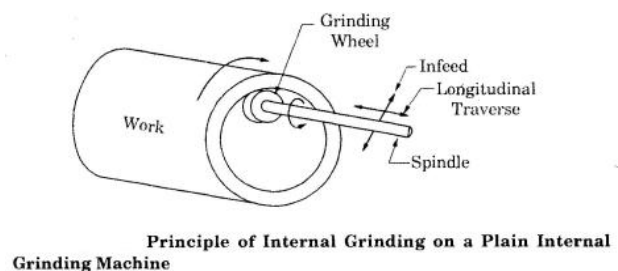 Grinding
Wheel
Infeed
Longitudinal
Traverse
Work
Spindle
Principle of Internal Grinding on a Plain Internal
Grinding Machine